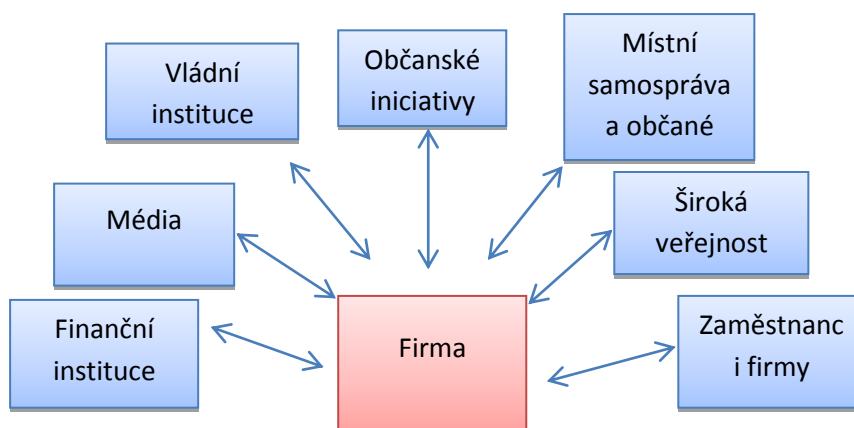 Vládní
instituce
Občanské
iniciativy
Místní
samospráva
a občané
Média
Široká
veřejnost
Finanční
instituce
Firma
Zaměstnanc
i firmy